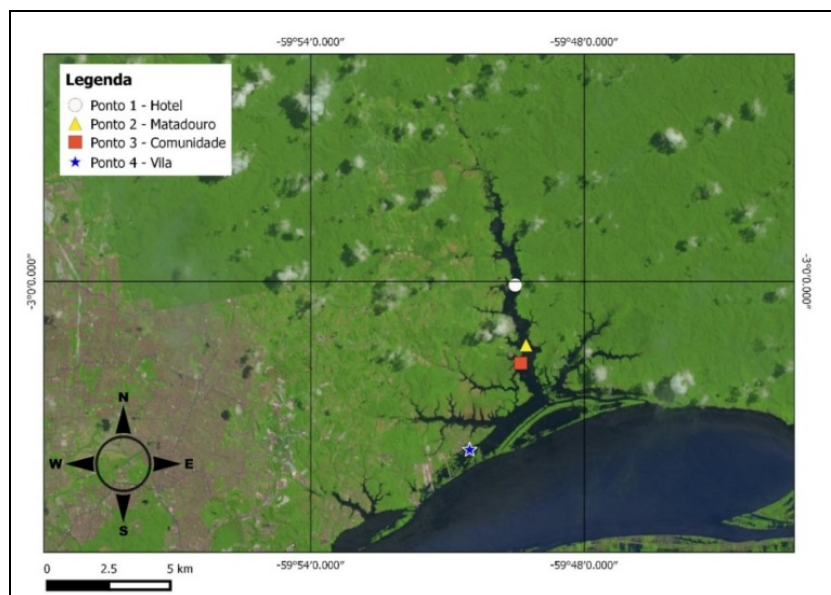 -59°54'0.000"
-59°48'0.000"
Legenda
Ponto 1 - Hotel
Ponto 2 - Matadouro
Ponto 3 - Comunidade
Ponto 4 - Vila
-3°0'0.000"
-3°0'0.000"
N
W
E
S
0 2.5 5 km
-59°54'0.000"
-59°48'0.000"